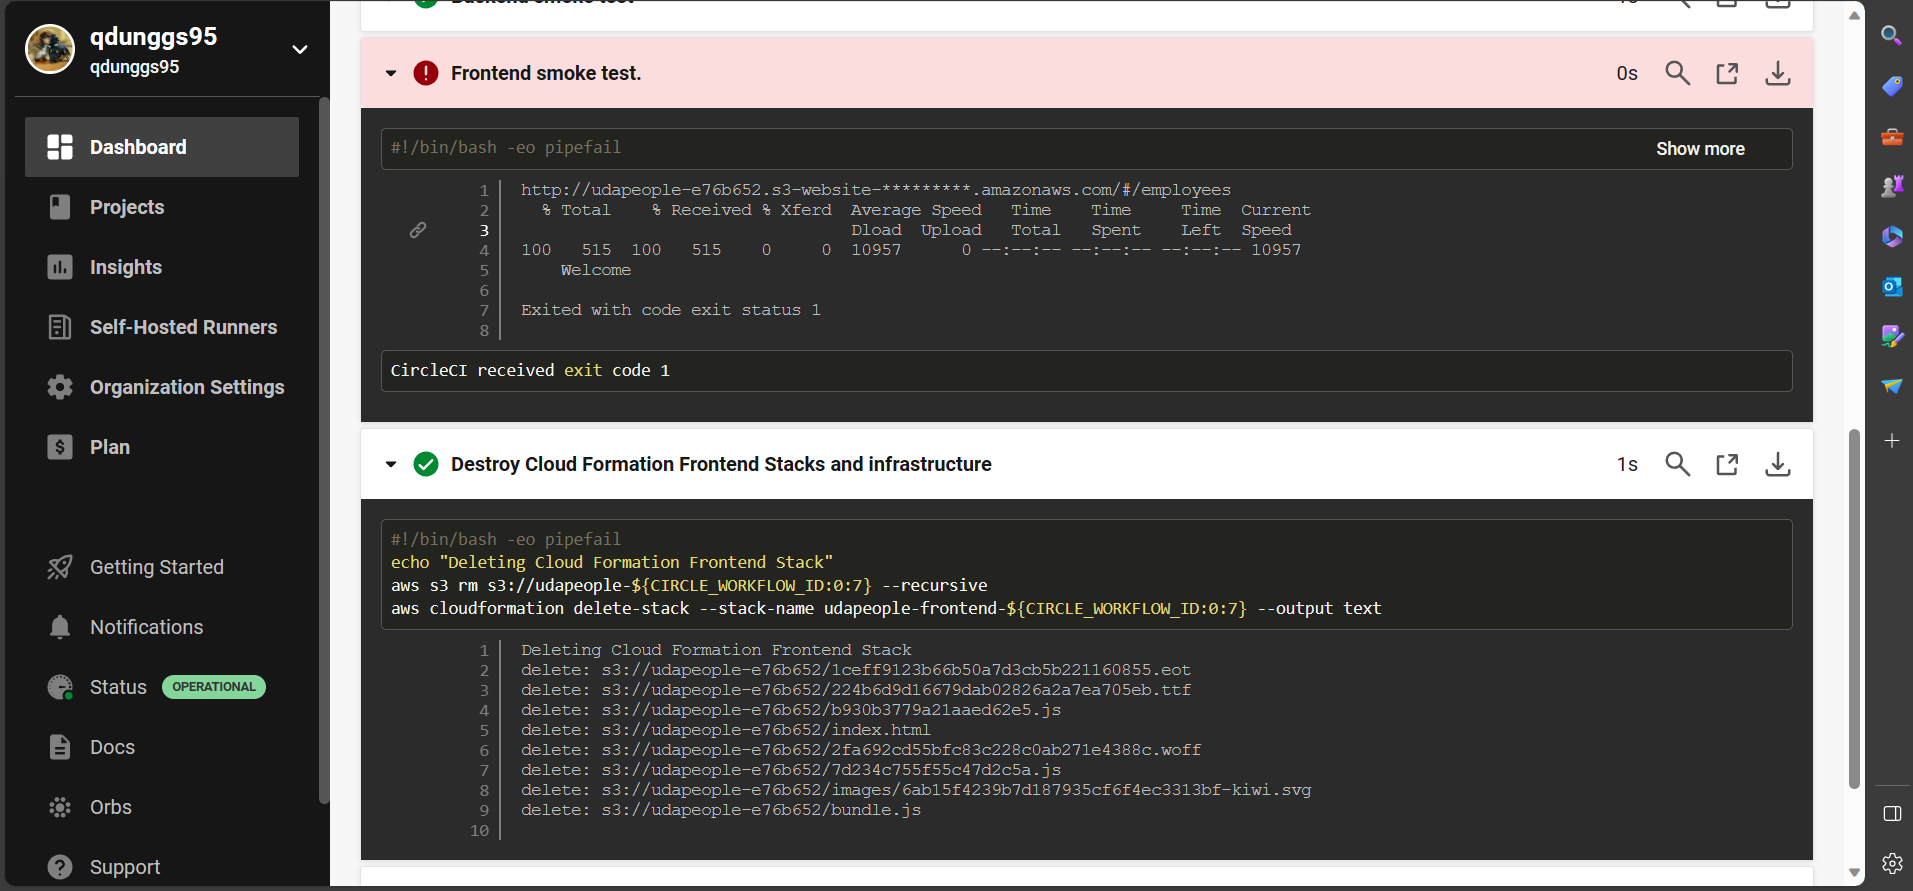 qdunggs95
qdunggs95
Dashboard
Projects
Insights
Self-Hosted Runners
Organization Settings
Plan
Getting Started
Notifications
Status OPERATIONAL
Docs
Orbs
Support
Backend smoke test
Frontend smoke test.
0s
#!/bin/bash -eo pipefail
Show more
1 http://udapeople-e76b652.s3-website-*********.amazonaws.com/#/employees
2 % Total % Received % Xferd Average Speed Time Time Time Current
3 Dload Upload Total Spent Left Speed
4 100 515 100 515 0 0 10957 0 --:--:-- --:--:-- --:--:-- 10957
5 Welcome
6
7 Exited with code exit status 1
8
CircleCI received exit code 1
Destroy Cloud Formation Frontend Stacks and infrastructure
1s
#!/bin/bash -eo pipefail
echo "Deleting Cloud Formation Frontend Stack"
aws s3 rm s3://udapeople-${CIRCLE_WORKFLOW_ID:0:7} --recursive
aws cloudformation delete-stack --stack-name udapeople-frontend-${CIRCLE_WORKFLOW_ID:0:7} --output text
1 Deleting Cloud Formation Frontend Stack
2 delete: s3://udapeople-e76b652/1ceff9123b66b50a7d3cb5b221160855.eot
3 delete: s3://udapeople-e76b652/224b6d9d16679dab02826a2a7ea705eb.ttf
4 delete: s3://udapeople-e76b652/b930b3779a21aaed62e5.js
5 delete: s3://udapeople-e76b652/index.html
6 delete: s3://udapeople-e76b652/2fa692cd55bfc83c228c0ab271e4388c.woff
7 delete: s3://udapeople-e76b652/7d234c755f55c47d2c5a.js
8 delete: s3://udapeople-e76b652/images/6ab15f4239b7d187935cf6f4ec3313bf-kiwi.svg
9 delete: s3://udapeople-e76b652/bundle.js
10